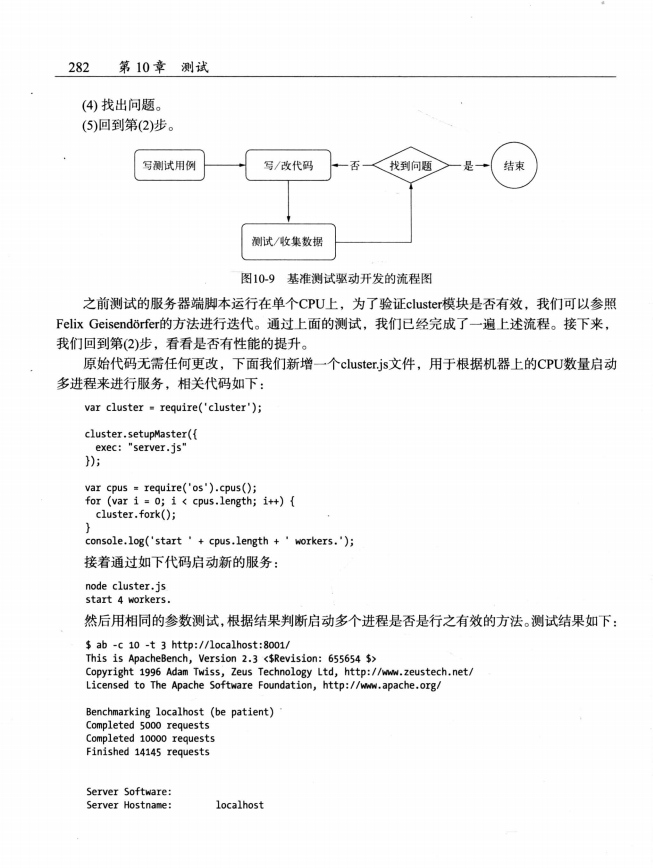 282 第10章 测试
(4) 找出问题。
(5)回到第(2)步。
写测试用例 写/改代码 否 找到问题 是 结束
测试/收集数据
图10-9 基准测试驱动开发的流程图
之前测试的服务器端脚本运行在单个CPU上，为了验证cluster模块是否有效，我们可以参照
Felix Geisendörfer的方法进行迭代。通过上面的测试，我们已经完成了一遍上述流程。接下来，
我们回到第(2)步，看看是否有性能的提升。
原始代码无需任何更改，下面我们新增一个cluster.js文件，用于根据机器上的CPU数量启动
多进程来进行服务，相关代码如下：
var cluster = require('cluster');
cluster.setupMaster({
exec: "server.js"
});
var cpus = require('os').cpus();
for (var i = 0; i < cpus.length; i++) {
cluster.fork();
}
console.log('start ' + cpus.length + ' workers.');
接着通过如下代码启动新的服务：
node cluster.js
start 4 workers.
然后用相同的参数测试，根据结果判断启动多个进程是否是行之有效的方法。测试结果如下：
$ ab -c 10 -t 3 http://localhost:8001/
This is ApacheBench, Version 2.3 <$Revision: 655654 $>
Copyright 1996 Adam Twiss, Zeus Technology Ltd, http://www.zeustech.net/
Licensed to The Apache Software Foundation, http://www.apache.org/
Benchmarking localhost (be patient)
Completed 5000 requests
Completed 10000 requests
Finished 14145 requests
Server Software:
Server Hostname: localhost